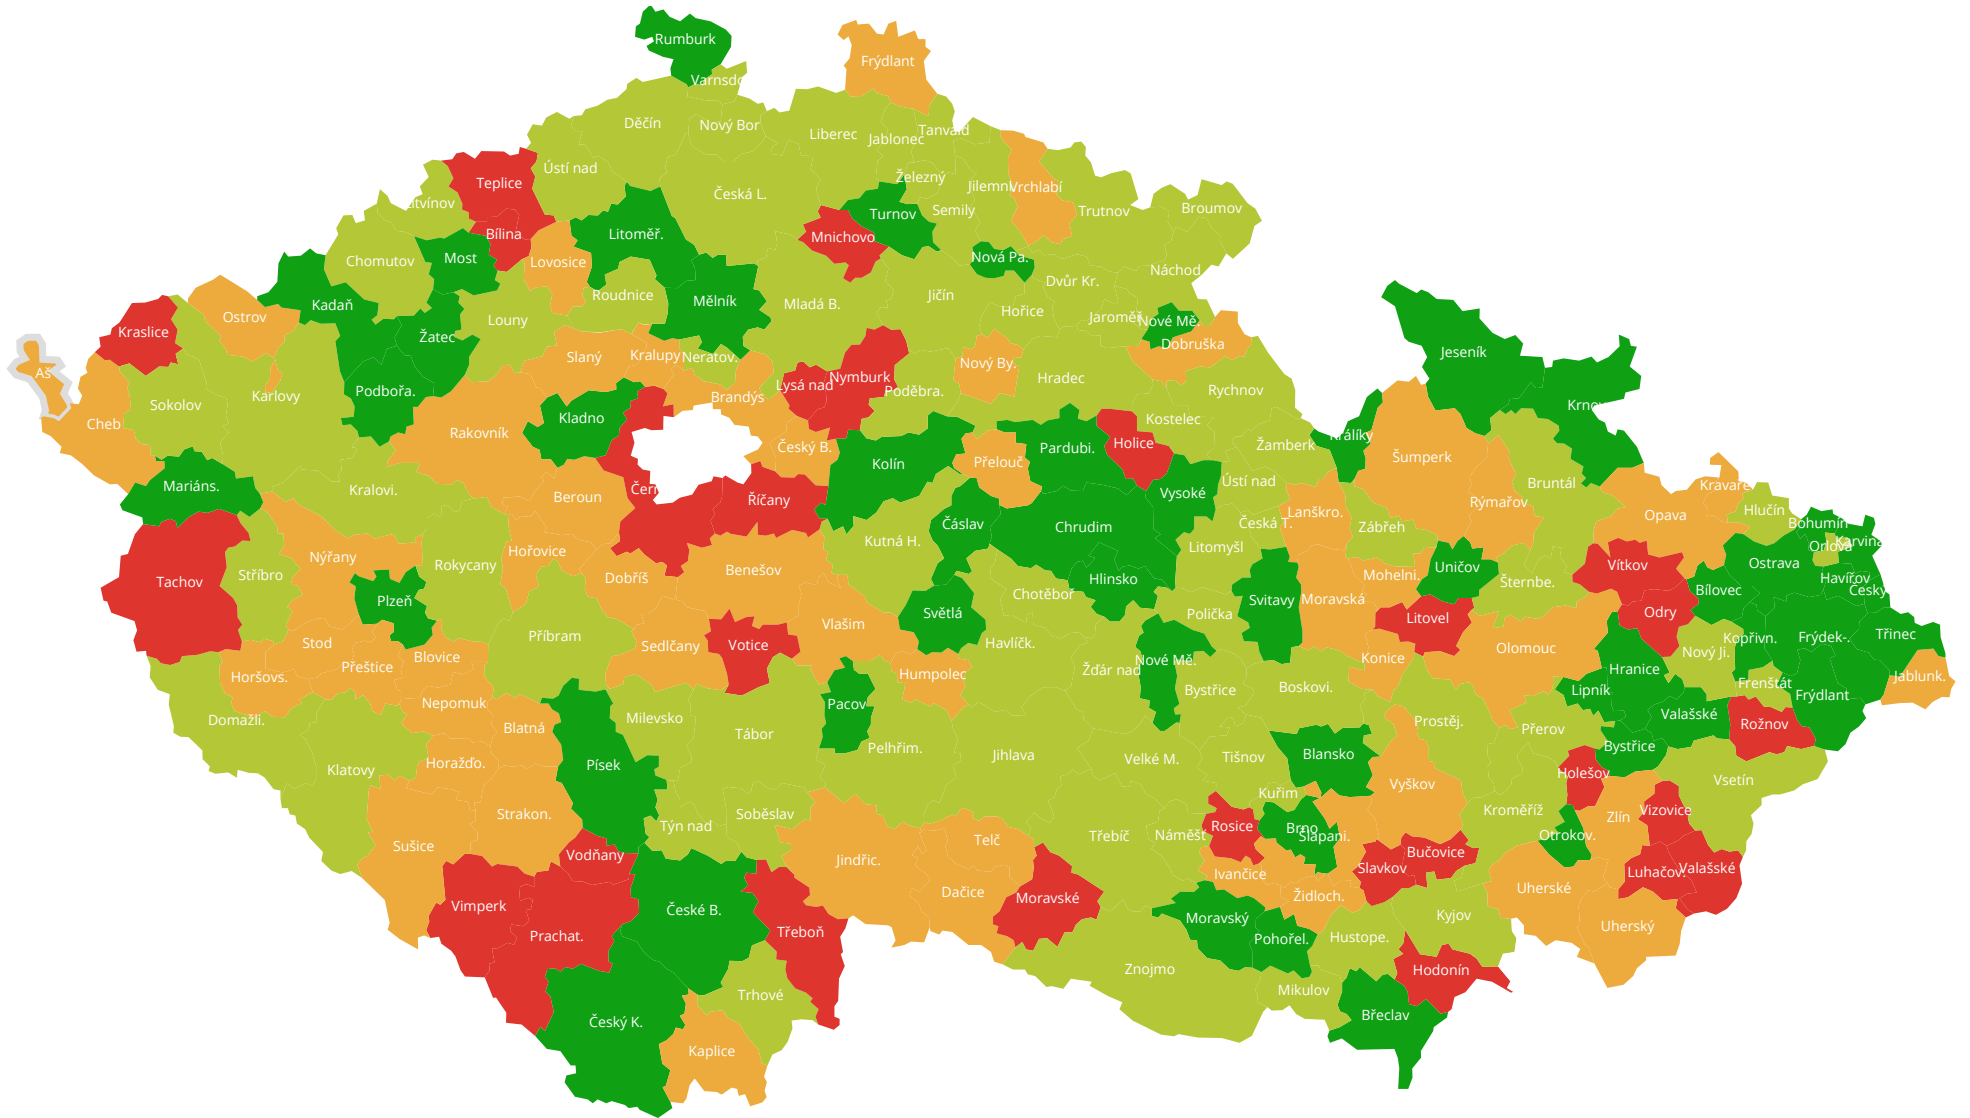 Rumburk
Frýdlant
Varnsdo
Děčín
Nový Bor
Liberec
Jablonec
Tanvald
Ústí nad
Teplice
Železný
Jilemni
Vrchlabí
Česká L.
Litvínov
Semily
Trutnov
Broumov
Turnov
Bílina
Litoměř.
Mnichovo
Most
Lovosice
Nová Pa.
Chomutov
Náchod
Dvůr Kr.
Roudnice
Mělník
Mladá B.
Jičín
Kadaň
Hořice
Ostrov
Louny
Jaroměř
Nové Mě.
Kraslice
Žatec
Dobruška
Slaný
Kralupy
Neratov.
Jeseník
Nový By.
Aš
Nymburk
Lysá nad
Hradec
Podbořa.
Poděbra.
Rychnov
Karlovy
Brandýs
Sokolov
Krnov
Kladno
Kostelec
Cheb
Rakovník
Králíky
Holice
Žamberk
Český B.
Pardubi.
Šumperk
Kolín
Přelouč
Ústí nad
Bruntál
Mariáns.
Kralovi.
Kravaře
Vysoké
Beroun
Říčany
Rýmařov
Hlučín
Lanškro.
Opava
Česká T.
Čáslav
Chrudim
Zábřeh
Bohumín
Kutná H.
Karviná
Orlová
Litomyšl
Hořovice
Nýřany
Rokycany
Vítkov
Ostrava
Uničov
Benešov
Stříbro
Mohelni.
Dobříš
Hlinsko
Havířov
Tachov
Šternbe.
Bílovec
Český
Chotěboř
Plzeň
Svitavy
Moravská
Světlá
Odry
Polička
Litovel
Vlašim
Příbram
Třinec
Kopřivn.
Frýdek-.
Stod
Havlíčk.
Votice
Sedlčany
Olomouc
Nový Ji.
Blovice
Konice
Nové Mě.
Přeštice
Hranice
Žďár nad
Humpolec
Horšovs.
Jablunk.
Frenštát
Boskovi.
Bystřice
Lipník
Frýdlant
Nepomuk
Pacov
Valašské
Milevsko
Domažli.
Prostěj.
Rožnov
Blatná
Přerov
Tábor
Bystřice
Pelhřim.
Jihlava
Blansko
Tišnov
Velké M.
Horažďo.
Písek
Klatovy
Holešov
Vsetín
Vyškov
Kuřim
Kroměříž
Vizovice
Strakon.
Soběslav
Zlín
Týn nad
Rosice
Brno
Šlapani.
Třebíč
Náměšť
Otrokov.
Telč
Sušice
Vodňany
Bučovice
Jindřic.
Slavkov
Valašské
Luhačov.
Ivančice
Uherské
Dačice
Židloch.
Moravské
Vimperk
České B.
Kyjov
Moravský
Uherský
Třeboň
Prachat.
Hustope.
Pohořel.
Znojmo
Hodonín
Mikulov
Trhové
Břeclav
Český K.
Kaplice